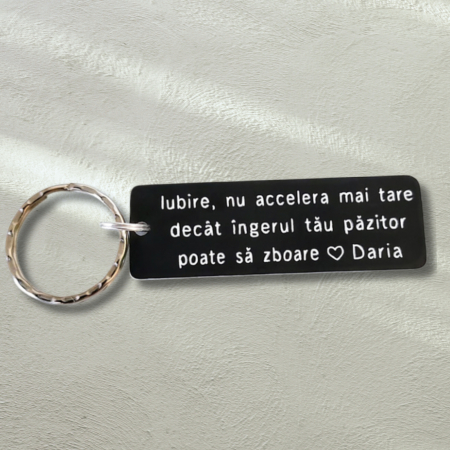 Iubire, nu accelera mai tare
decât îngerul tău păzitor
poate să zboare ♡ Daria